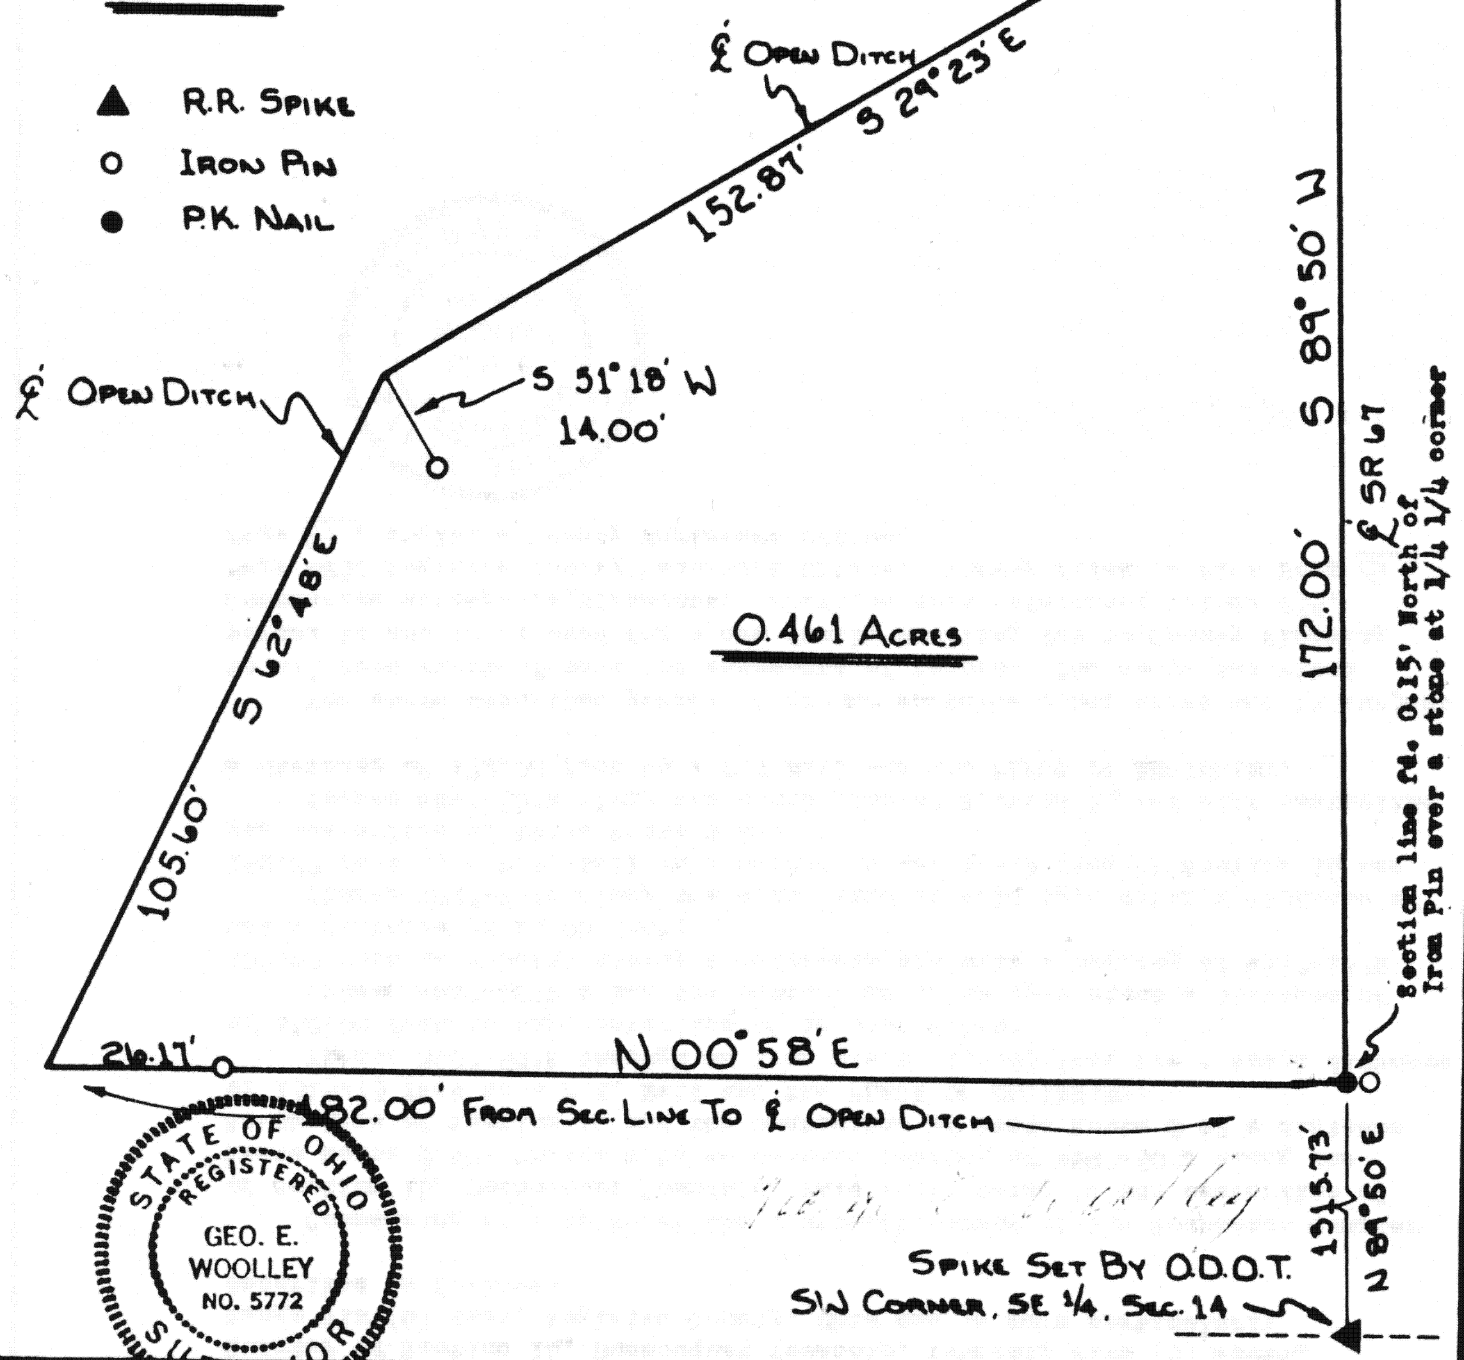 R.R. SPIKE
IRON PIN
P.K. NAIL
℄ OPEN DITCH
S 29° 23' E
152.87'
℄ OPEN DITCH
S 51° 18' W
14.00'
S 62° 48' E
105.60'
0.461 ACRES
S 89° 50' W
172.00'
℄ SR 67
Section line fd. 0.15' North of
Iron Pin over a stone at 1/4 1/4 corner
26.17'
N 00° 58' E
182.00' FROM SEC. LINE TO ℄ OPEN DITCH
1315.73'
N 89° 50' E
SPIKE SET BY O.D.O.T.
SW CORNER, SE 1/4, SEC. 14
STATE OF OHIO
REGISTERED
GEO. E.
WOOLLEY
NO. 5772